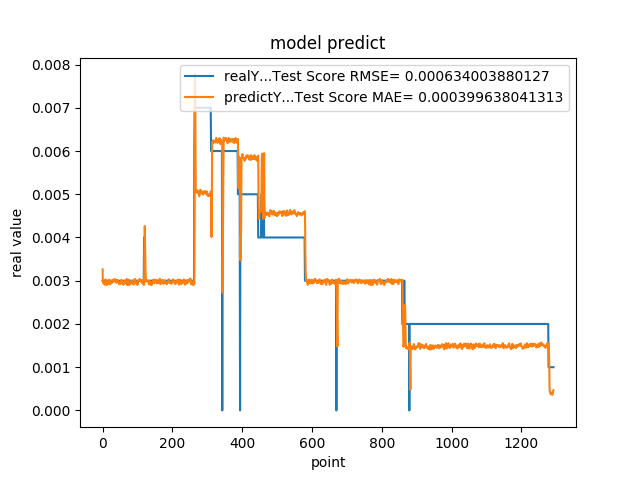 model predict
realY...Test Score RMSE= 0.000634003880127
predictY...Test Score MAE= 0.000399638041313
0.008
0.007
0.006
0.005
0.004
0.003
0.002
0.001
0.000
real value
0 200 400 600 800 1000 1200
point